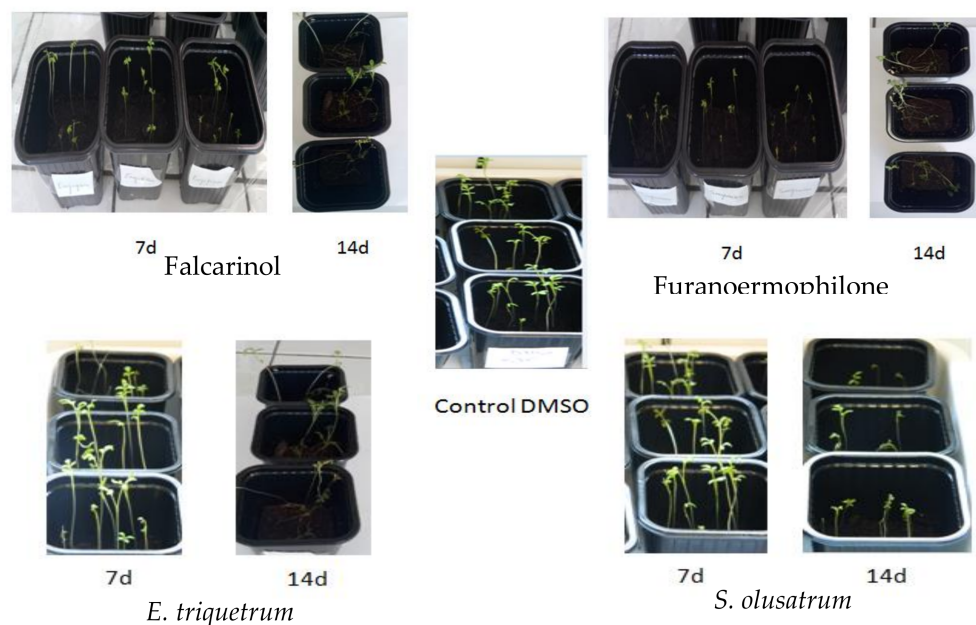 7d 14d
Falcarinol
7d 14d
Furanoermophilone
Control DMSO
7d 14d
E. triquetrum
7d 14d
S. olusatrum